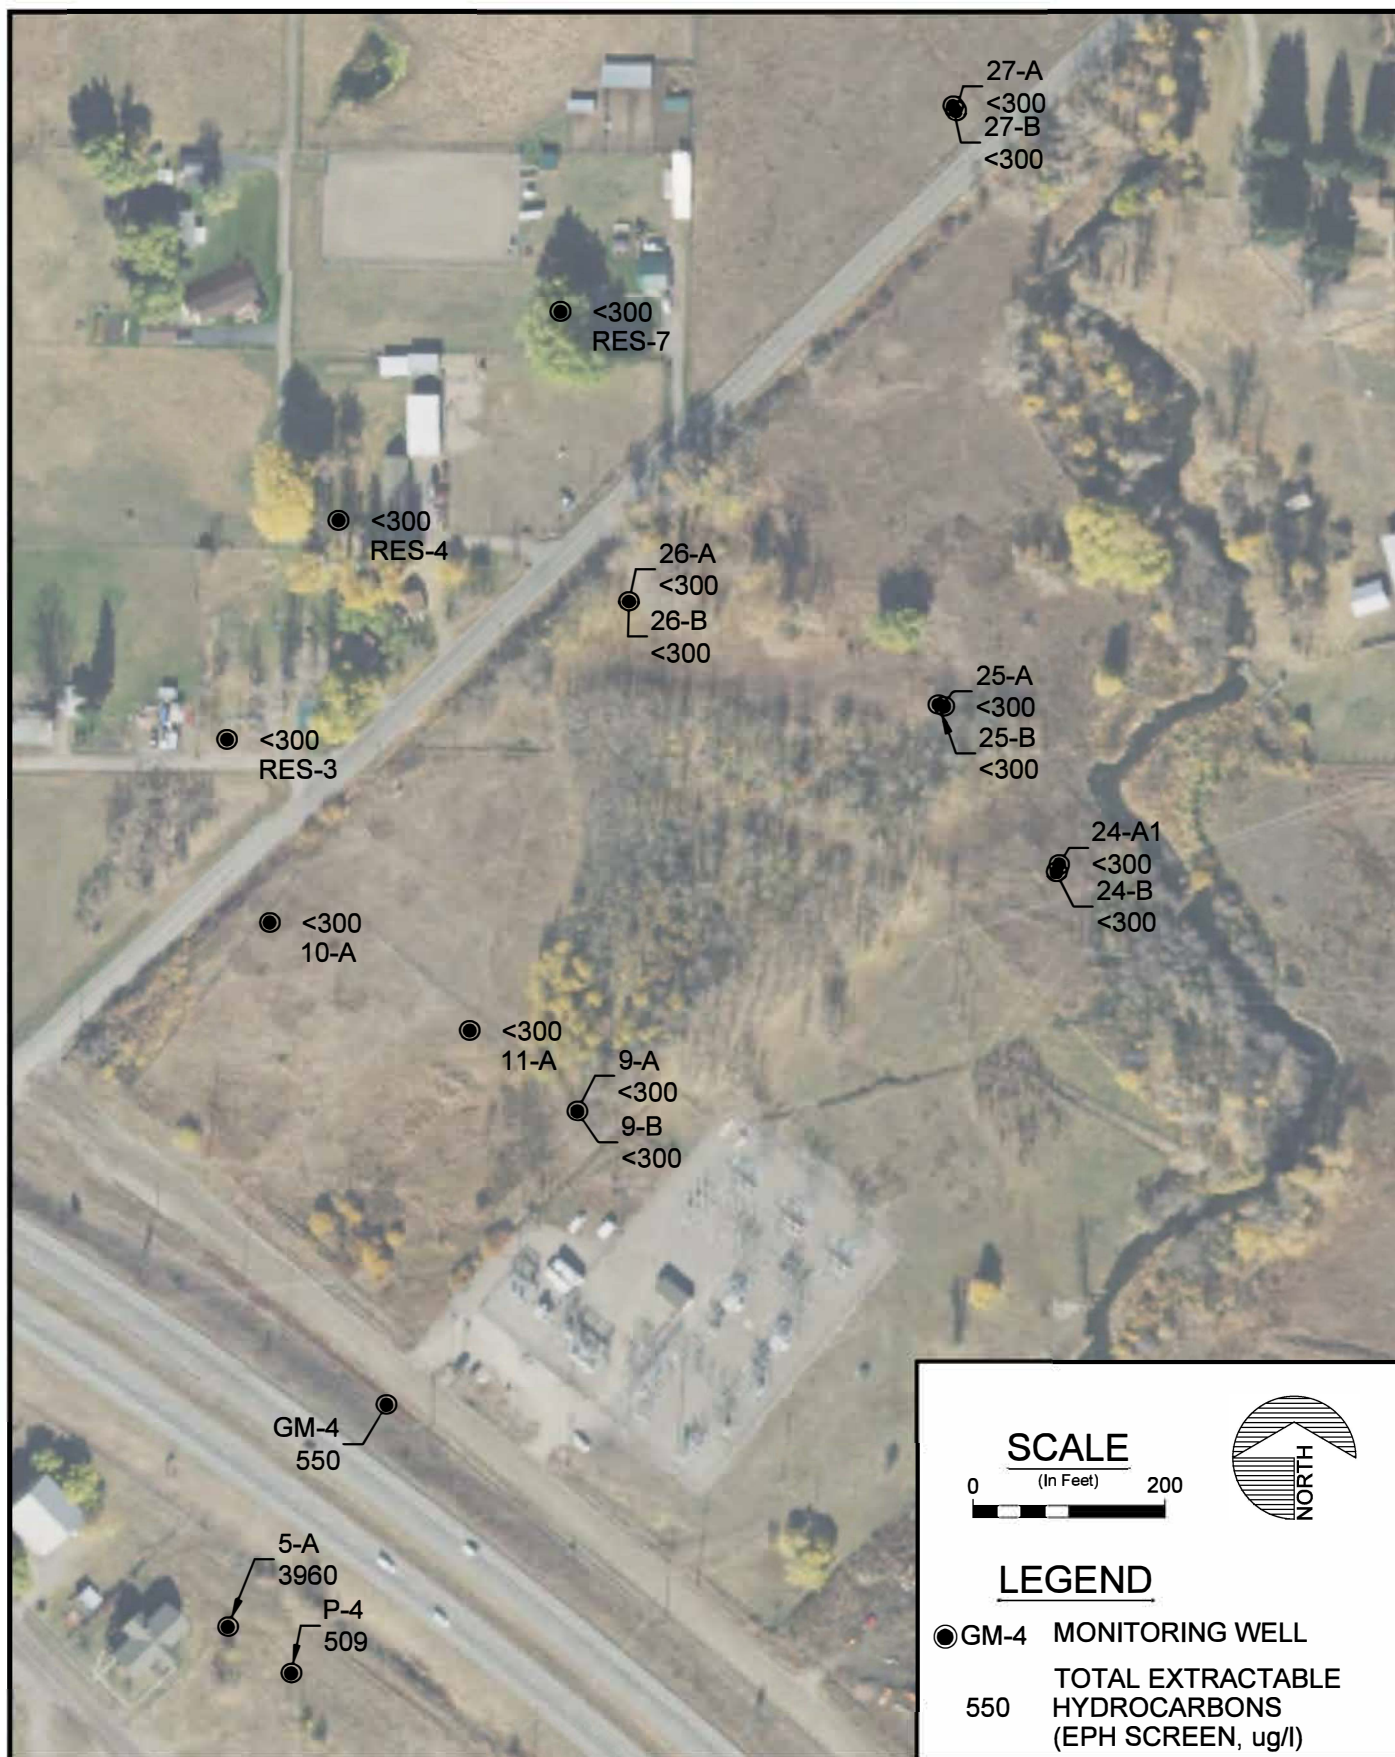 27-A
<300
27-B
<300
<300
RES-7
<300
RES-4
26-A
<300
26-B
<300
25-A
<300
25-B
<300
<300
RES-3
24-A1
<300
24-B
<300
<300
10-A
<300
11-A
9-A
<300
9-B
<300
GM-4
550
5-A
3960
P-4
509
SCALE
(In Feet)
0 200
NORTH
LEGEND
GM-4 MONITORING WELL
TOTAL EXTRACTABLE
550 HYDROCARBONS
(EPH SCREEN, ug/l)